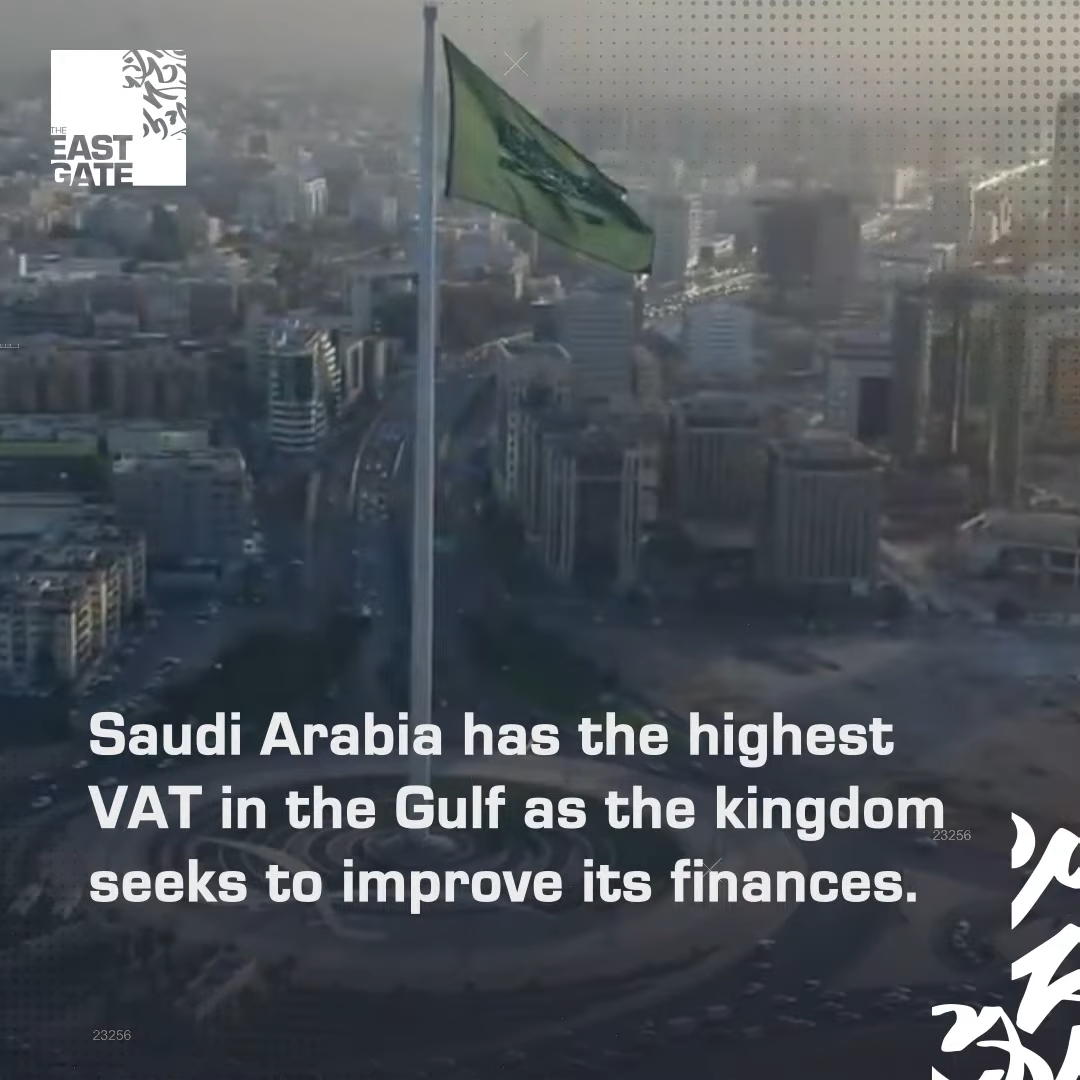 THE
EAST
GATE
Saudi Arabia has the highest
VAT in the Gulf as the kingdom
23256
seeks to improve its finances.
23256